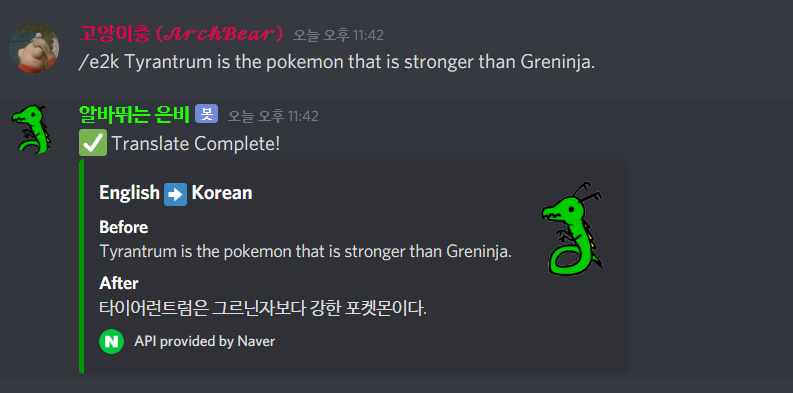 고양이춤 (𝓐𝓻𝓬𝓱𝓑𝓮𝓪𝓻) 오늘 오후 11:42
/e2k Tyrantrum is the pokemon that is stronger than Greninja.
알바뛰는 은비 봇 오늘 오후 11:42
Translate Complete!
English ➡ Korean
Before
Tyrantrum is the pokemon that is stronger than Greninja.
After
타이어런트럼은 그르닌자보다 강한 포켓몬이다.
N API provided by Naver